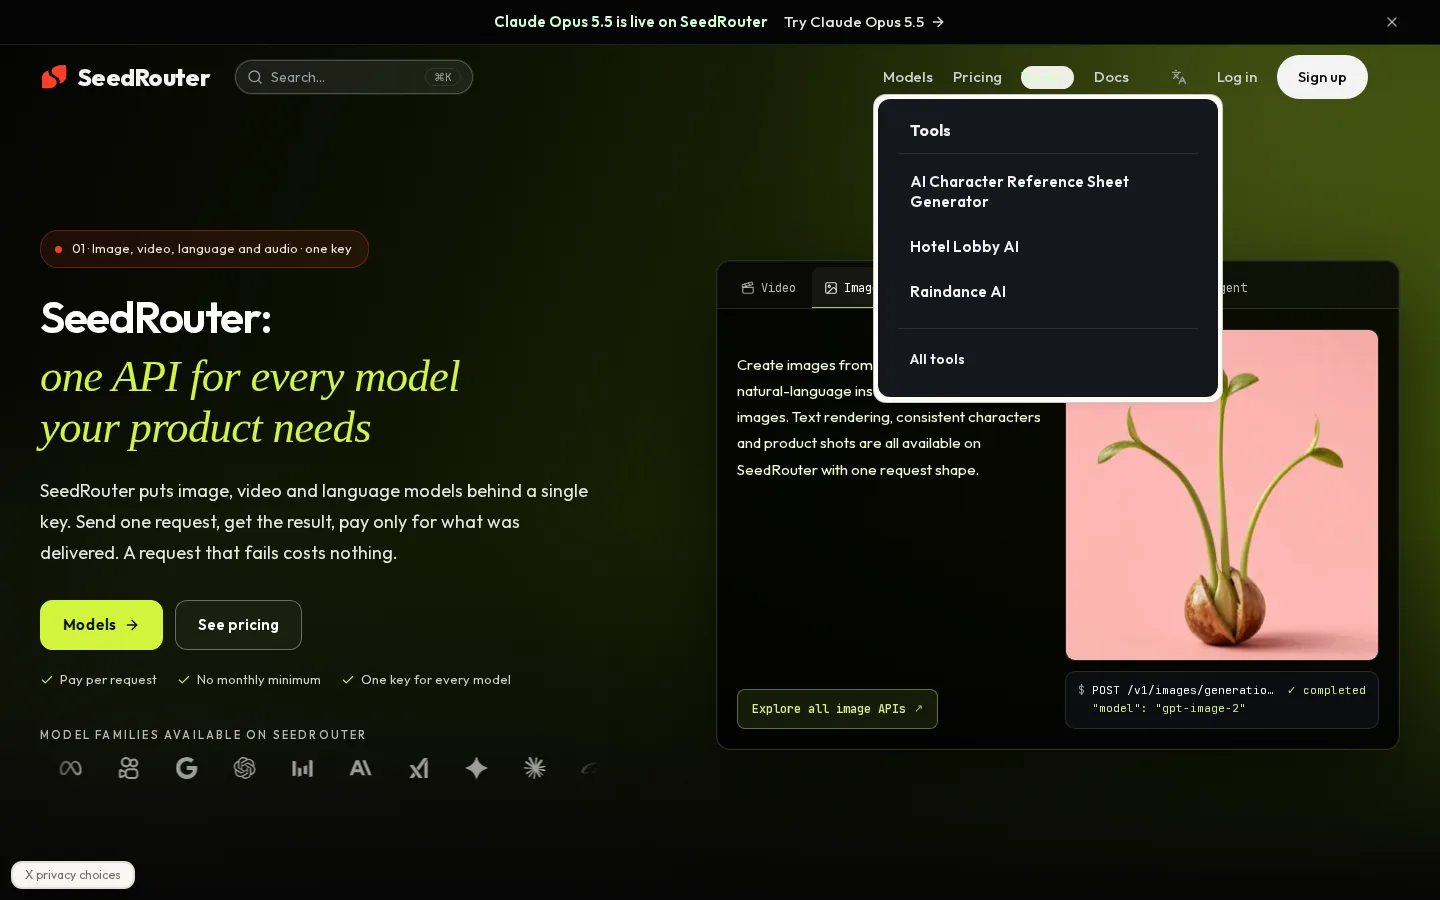 Claude Opus 5.5 is live on SeedRouter Try Claude Opus 5.5 →
SeedRouter
Search...
⌘K
Models
Pricing
Docs
Log in
Sign up
Tools
AI Character Reference Sheet
Generator
Hotel Lobby AI
Raindance AI
All tools
01 · Image, video, language and audio · one key
SeedRouter:
one API for every model
your product needs
SeedRouter puts image, video and language models behind a single
key. Send one request, get the result, pay only for what was
delivered. A request that fails costs nothing.
Models →
See pricing
✓ Pay per request
✓ No monthly minimum
✓ One key for every model
MODEL FAMILIES AVAILABLE ON SEEDROUTER
Video
Create images from
natural-language
images. Text rendering, consistent characters
and product shots are all available on
SeedRouter with one request shape.
Explore all image APIs ↗
$ POST /v1/images/generatio… ✓ completed
"model": "gpt-image-2"
X privacy choices